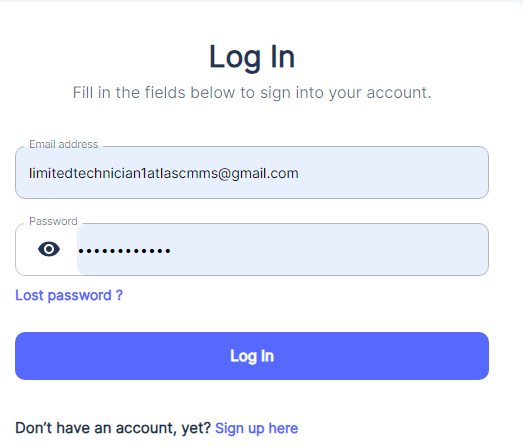 Log In
Fill in the fields below to sign into your account.
Email address
limitedtechnician1atlascmms@gmail.com
Password
••••••••••••
Lost password ?
Log In
Don’t have an account, yet? Sign up here